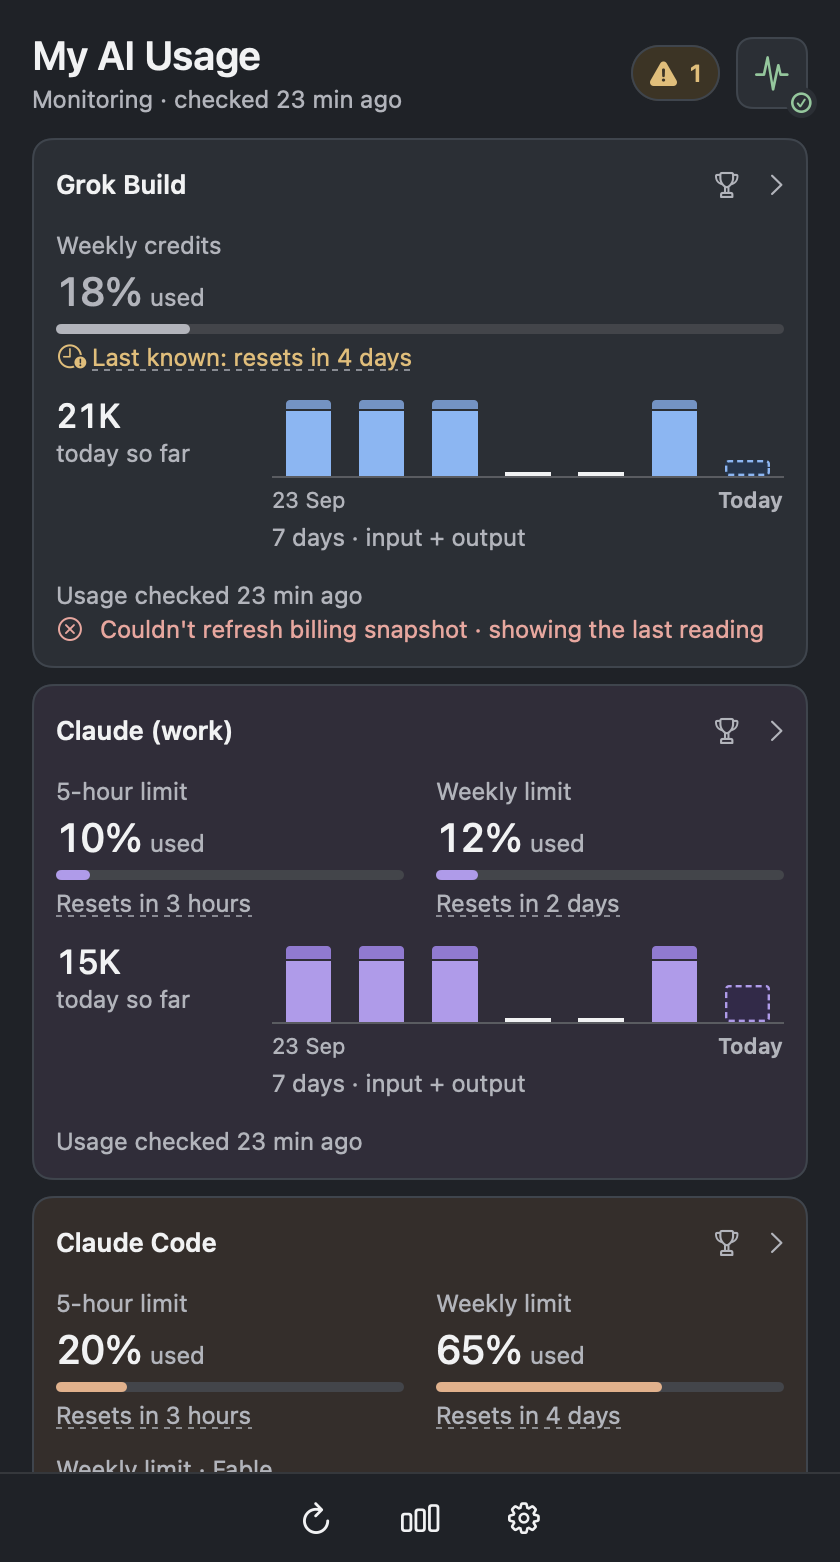 My AI Usage
Monitoring · checked 23 min ago
1
Grok Build
Weekly credits
18% used
Last known: resets in 4 days
21K
today so far
23 Sep
Today
7 days · input + output
Usage checked 23 min ago
Couldn't refresh billing snapshot · showing the last reading
Claude (work)
5-hour limit
10% used
Resets in 3 hours
Weekly limit
12% used
Resets in 2 days
15K
today so far
23 Sep
Today
7 days · input + output
Usage checked 23 min ago
Claude Code
5-hour limit
20% used
Resets in 3 hours
Weekly limit
65% used
Resets in 4 days
Weekly limit · Fable